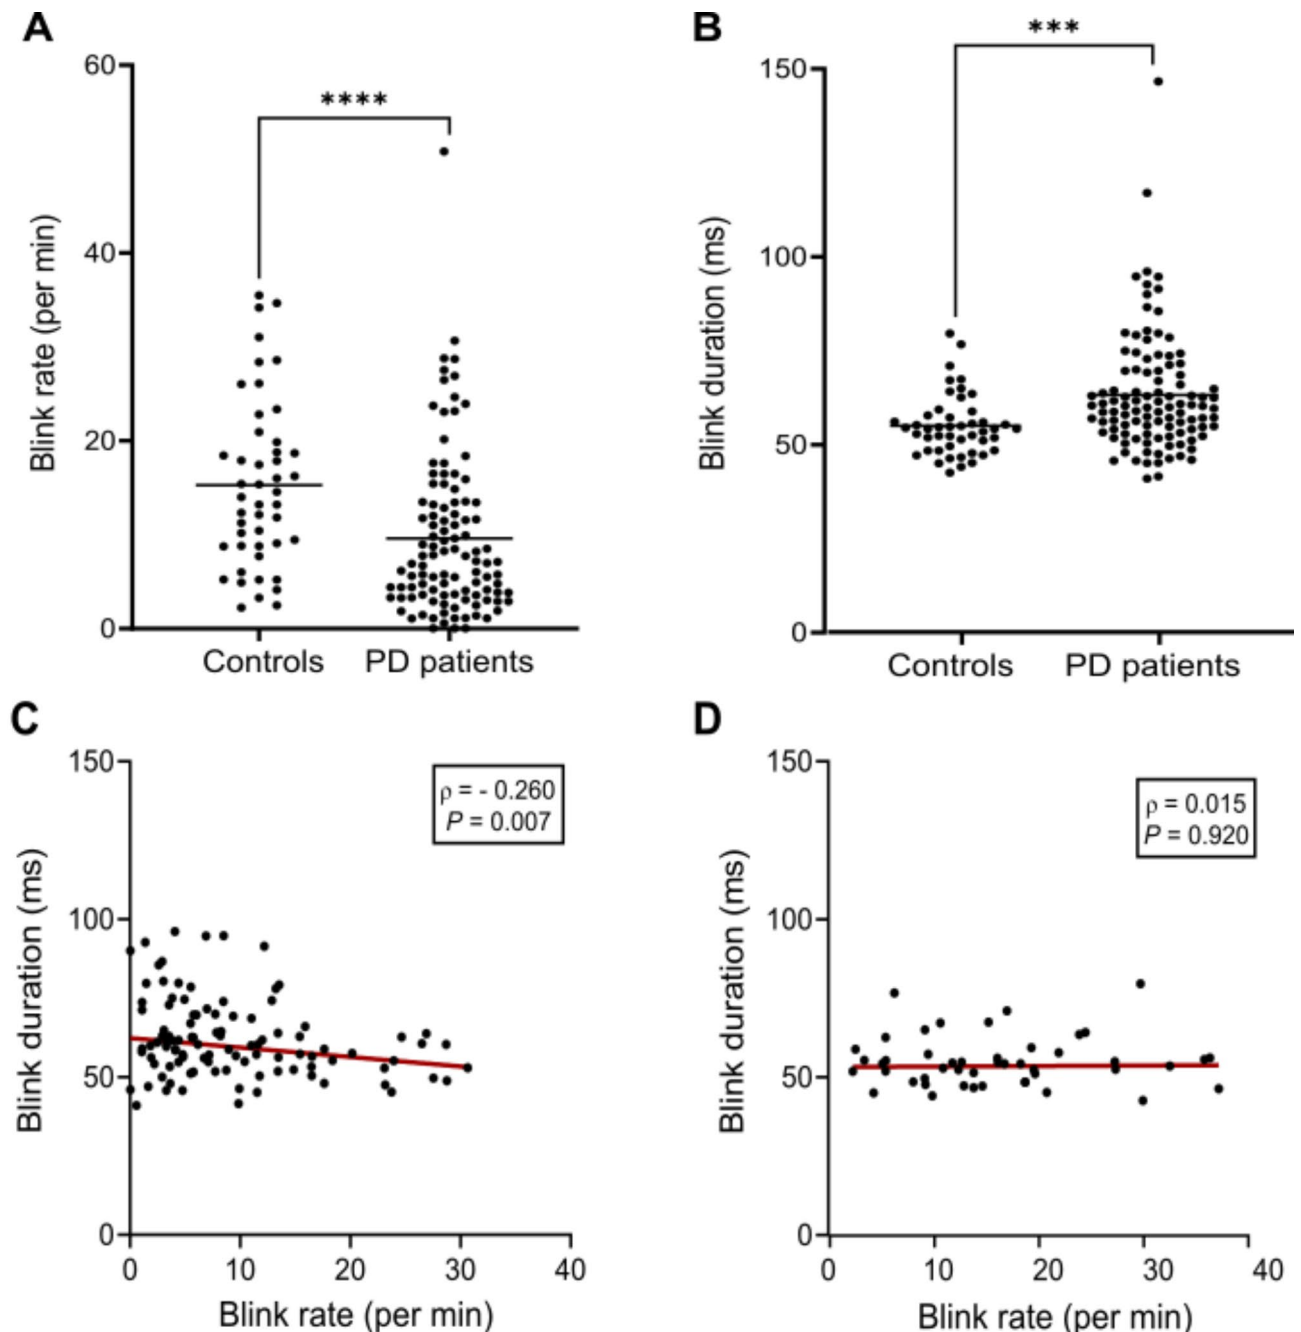 A
Blink rate (per min)
60
40
20
0
****
Controls
PD patients
B
Blink duration (ms)
150
100
50
0
***
Controls
PD patients
C
Blink duration (ms)
150
100
50
0
ρ = - 0.260
P = 0.007
0 10 20 30 40
Blink rate (per min)
D
Blink duration (ms)
150
100
50
0
ρ = 0.015
P = 0.920
0 10 20 30 40
Blink rate (per min)